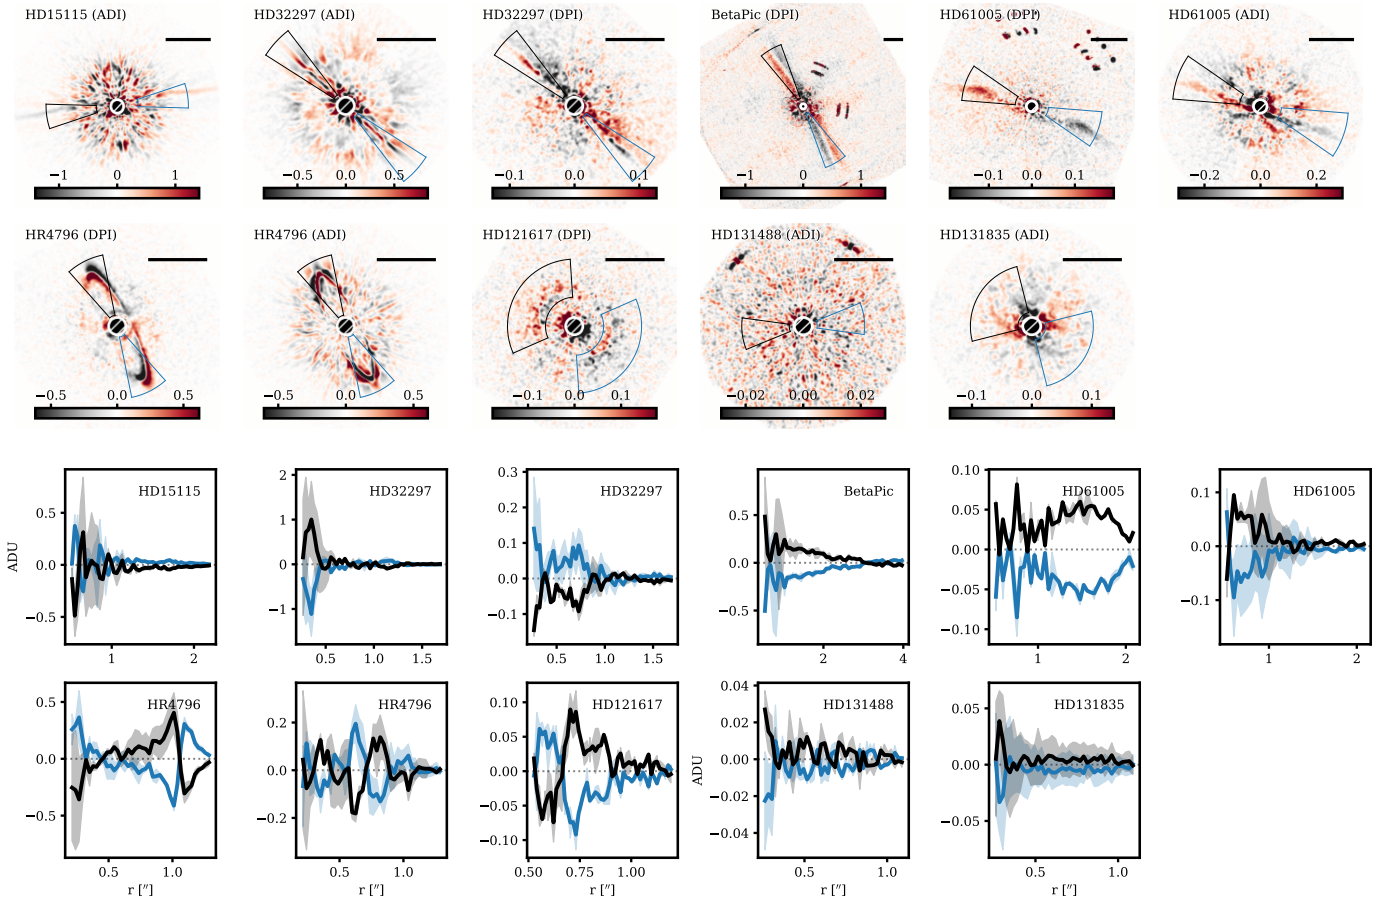 HD15115 (ADI)
HD32297 (ADI)
HD32297 (DPI)
BetaPic (DPI)
HD61005 (DPI)
HD61005 (ADI)
−1 0 1
−0.5 0.0 0.5
−0.1 0.0 0.1
−1 0 1
−0.1 0.0 0.1
−0.2 0.0 0.2
HR4796 (DPI)
HR4796 (ADI)
HD121617 (DPI)
HD131488 (ADI)
HD131835 (ADI)
−0.5 0.0 0.5
−0.5 0.0 0.5
−0.1 0.0 0.1
−0.02 0.00 0.02
−0.1 0.0 0.1
HD15115
0.5
0.0
−0.5
ADU
1 2
HD32297
2
1
0
−1
0.5 1.0 1.5
HD32297
0.3
0.2
0.1
0.0
−0.1
0.5 1.0 1.5
BetaPic
0.5
0.0
−0.5
2 4
HD61005
0.10
0.05
0.00
−0.05
−0.10
1 2
HD61005
0.1
0.0
−0.1
1 2
HR4796
0.5
0.0
−0.5
0.5 1.0
r [″]
HR4796
0.2
0.0
−0.2
0.5 1.0
r [″]
HD121617
0.10
0.05
0.00
−0.05
−0.10
0.50 0.75 1.00
r [″]
HD131488
0.04
0.02
0.00
−0.02
−0.04
ADU
0.5 1.0
r [″]
HD131835
0.05
0.00
−0.05
0.5 1.0
r [″]